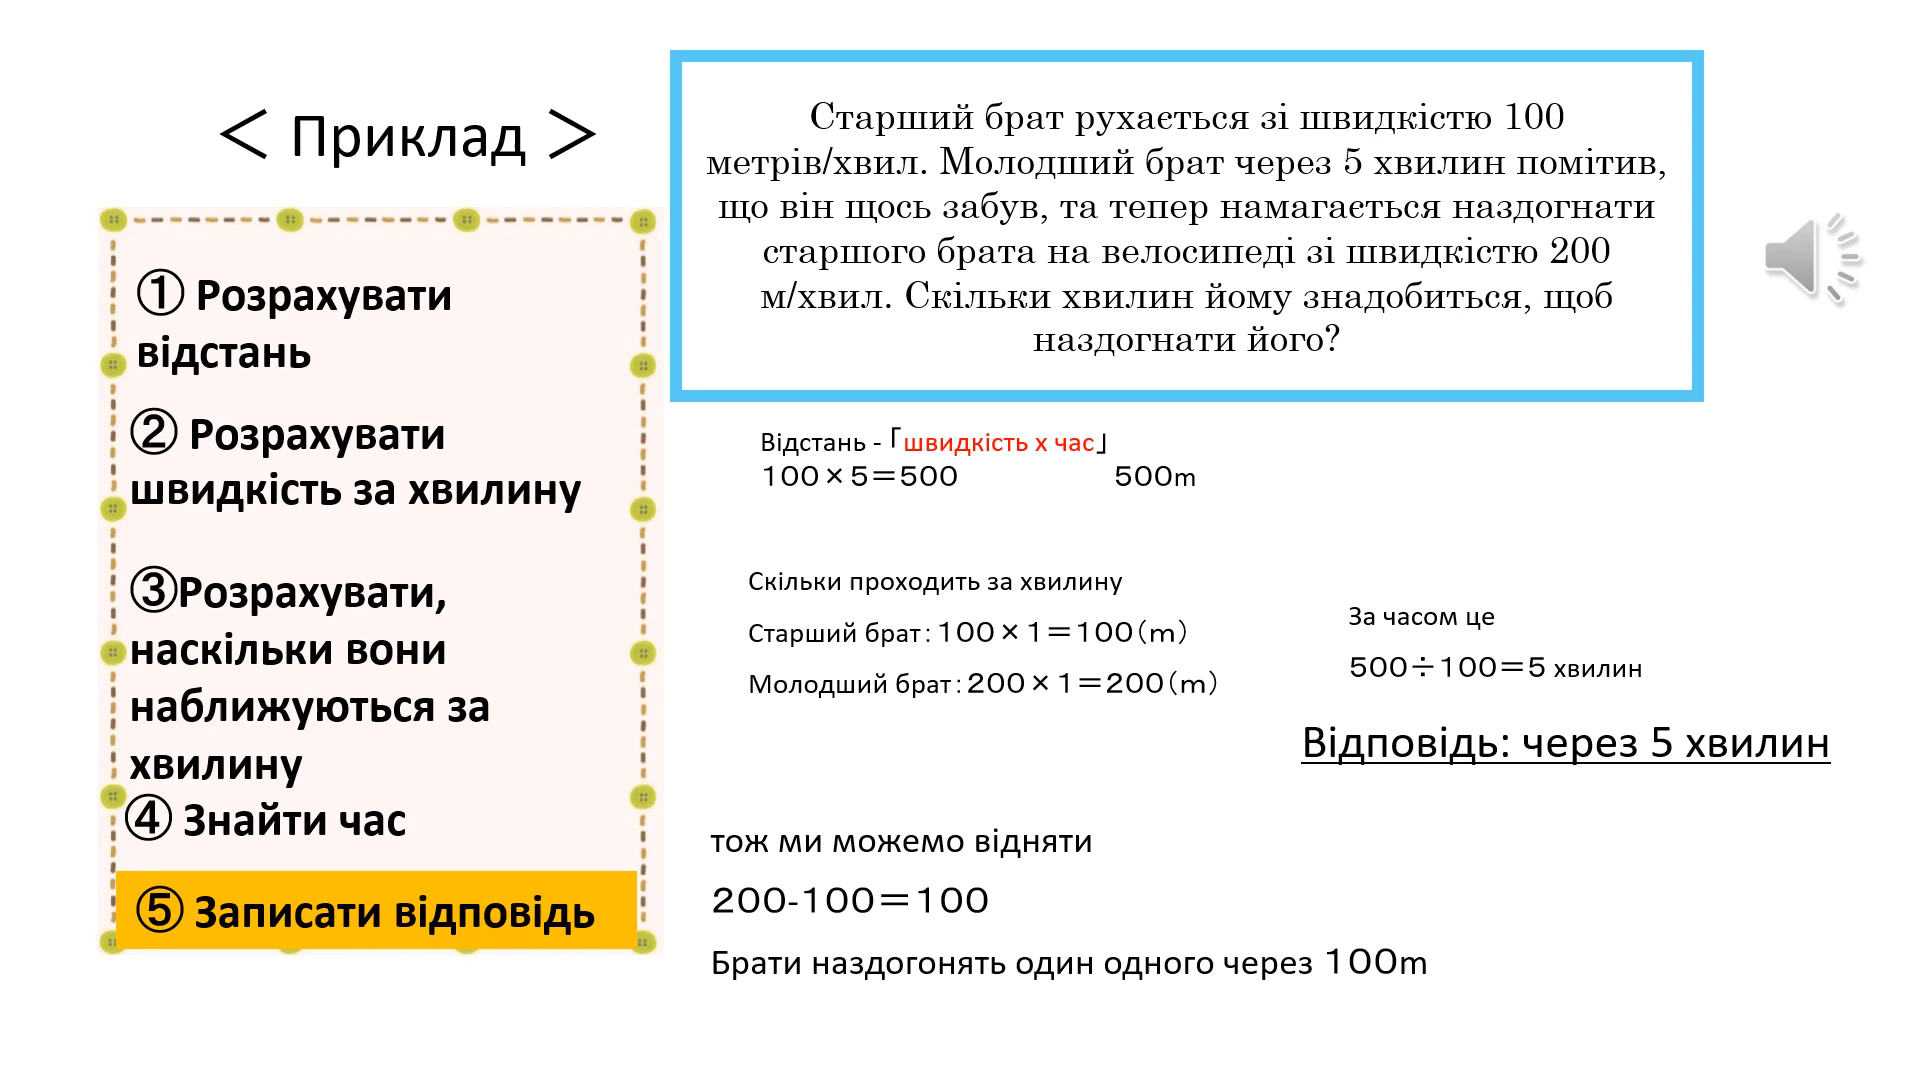 ＜ Приклад ＞
① Розрахувати
відстань
② Розрахувати
швидкість за хвилину
③Розрахувати,
наскільки вони
наближуються за
хвилину
④ Знайти час
⑤ Записати відповідь
Старший брат рухається зі швидкістю 100
метрів/хвил. Молодший брат через 5 хвилин помітив,
що він щось забув, та тепер намагається наздогнати
старшого брата на велосипеді зі швидкістю 200
м/хвил. Скільки хвилин йому знадобиться, щоб
наздогнати його?
Відстань - ｢швидкість х час｣
100×5＝500 500m
Скільки проходить за хвилину
Старший брат：100×1＝100（m）
Молодший брат：200×1＝200（m）
За часом це
500÷100＝5 хвилин
Відповідь: через 5 хвилин
тож ми можемо відняти
200-100＝100
Брати наздогонять один одного через 100m